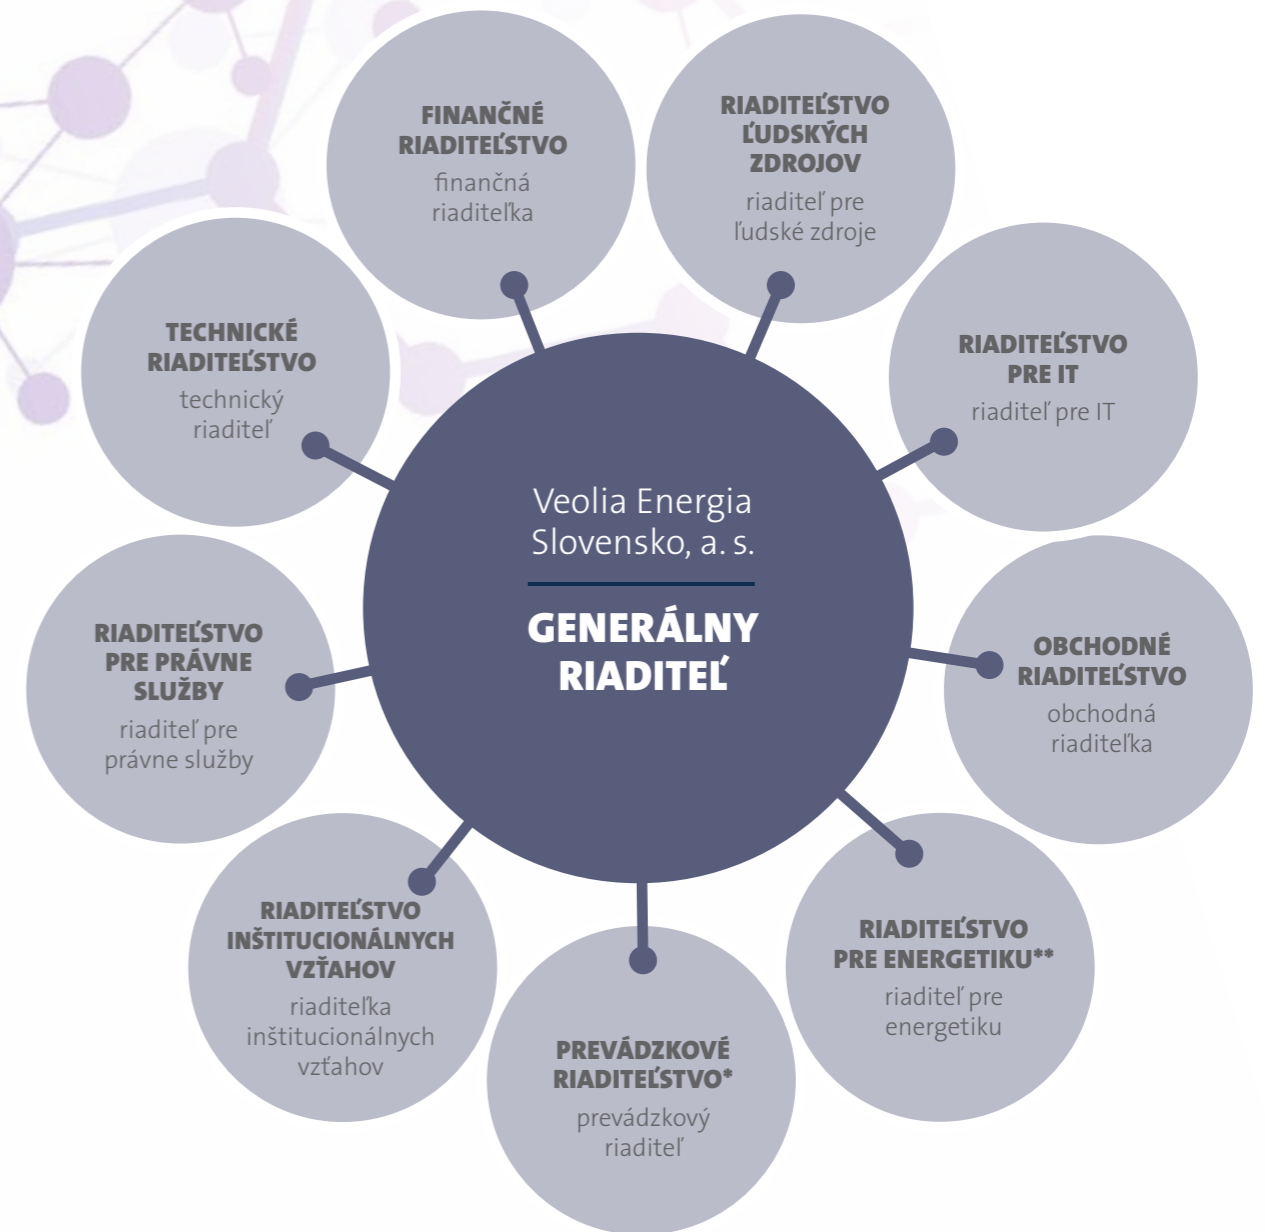 FINANČNÉ
RIADITEĽSTVO
finančná
riaditeľka
RIADITEĽSTVO
ĽUDSKÝCH
ZDROJOV
riaditeľ pre
ľudské zdroje
TECHNICKÉ
RIADITEĽSTVO
technický
riaditeľ
RIADITEĽSTVO
PRE IT
riaditeľ pre IT
Veolia Energia
Slovensko, a. s.
GENERÁLNY
RIADITEĽ
RIADITEĽSTVO
PRE PRÁVNE
SLUŽBY
riaditeľ pre
právne služby
OBCHODNÉ
RIADITEĽSTVO
obchodná
riaditeľka
RIADITEĽSTVO
INŠTITUCIONÁLNYCH
VZŤAHOV
riaditeľka
inštitucionálnych
vzťahov
RIADITEĽSTVO
PRE ENERGETIKU**
riaditeľ pre
energetiku
PREVÁDZKOVÉ
RIADITEĽSTVO*
prevádzkový
riaditeľ